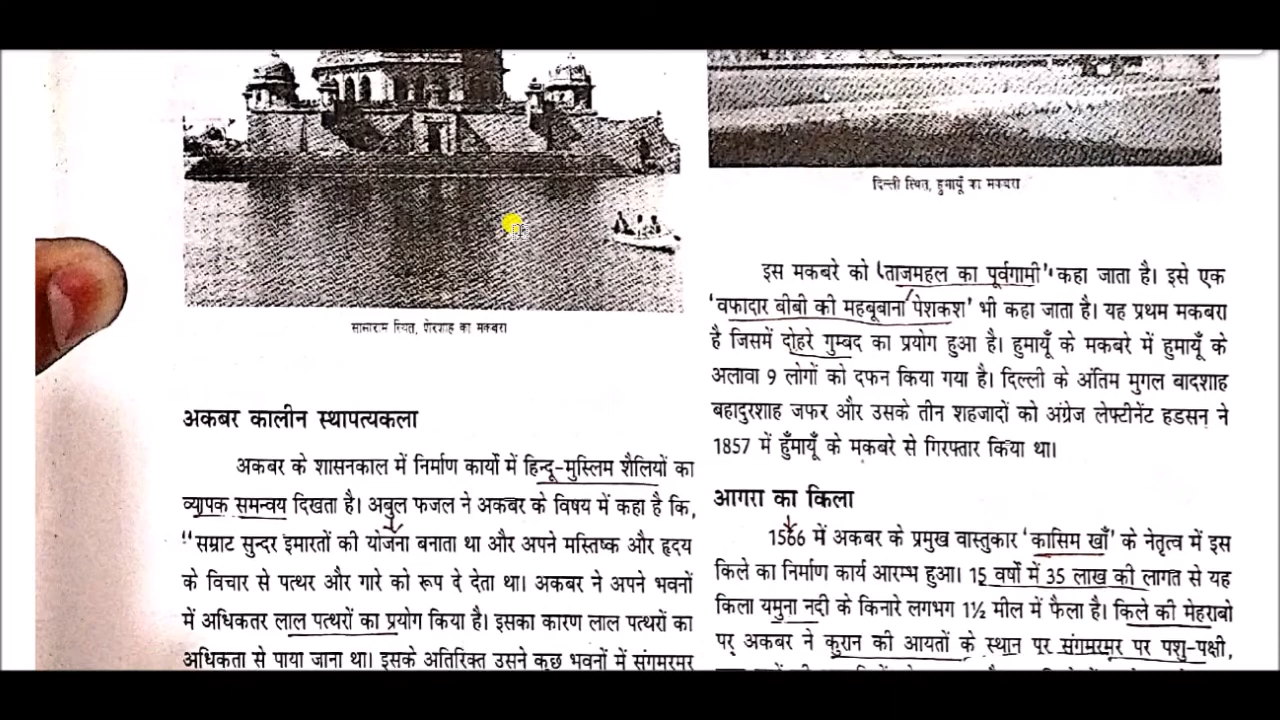 सासाराम स्थित, शेरशाह का मकबरा
अकबर कालीन स्थापत्यकला
अकबर के शासनकाल में निर्माण कार्यो में हिन्दू-मुस्लिम शैलियों का
व्यापक समन्वय दिखता है। अबुल फजल ने अकबर के विषय में कहा है कि,
“सम्राट सुन्दर इमारतों की योजना बनाता था और अपने मस्तिष्क और हृदय
के विचार से पत्थर और गारे को रूप दे देता था। अकबर ने अपने भवनों
में अधिकतर लाल पत्थरों का प्रयोग किया है। इसका कारण लाल पत्थरों का
अधिकता से पाया जाना था। इसके अतिरिक्त उसने कुछ भवनों में संगमरमर
दिल्ली स्थित, हुमायूँ का मकबरा
इस मकबरे को 'ताजमहल का पूर्वगामी' कहा जाता है। इसे एक
'वफादार बीबी की महबूबाना पेशकश' भी कहा जाता है। यह प्रथम मकबरा
है जिसमें दोहरे गुम्बद का प्रयोग हुआ है। हुमायूँ के मकबरे में हुमायूँ के
अलावा 9 लोगों को दफन किया गया है। दिल्ली के अंतिम मुगल बादशाह
बहादुरशाह जफर और उसके तीन शहजादों को अंग्रेज लेफ्टीनेंट हडसन ने
1857 में हुँमायूँ के मकबरे से गिरफ्तार किया था।
आगरा का किला
1566 में अकबर के प्रमुख वास्तुकार 'कासिम खाँ' के नेतृत्व में इस
किले का निर्माण कार्य आरम्भ हुआ। 15 वर्षो में 35 लाख की लागत से यह
किला यमुना नदी के किनारे लगभग 1½ मील में फैला है। किले की मेहराबो
पर अकबर ने कुरान की आयतों के स्थान पर संगमरमर पर पशु-पक्षी,